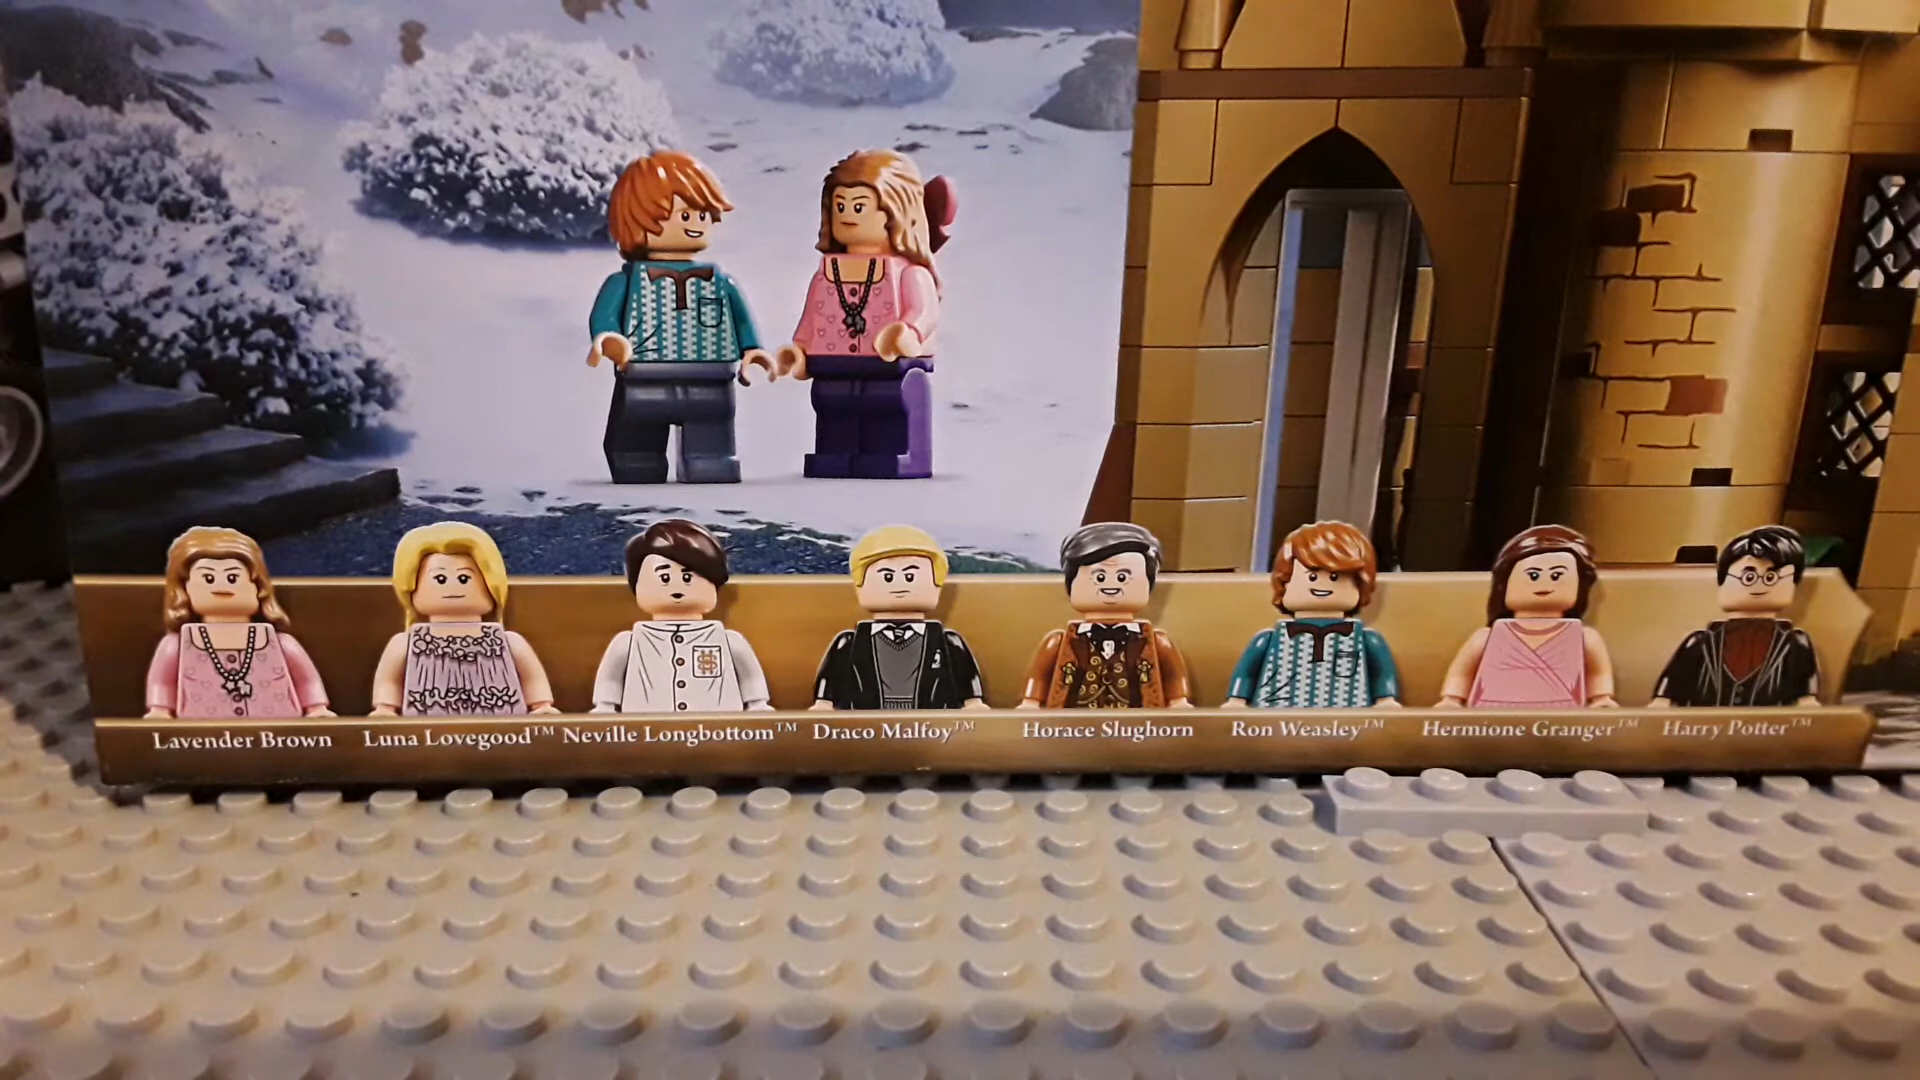 Lavender Brown
Luna Lovegood™
Neville Longbottom™
Draco Malfoy™
Horace Slughorn
Ron Weasley™
Hermione Granger™
Harry Potter™